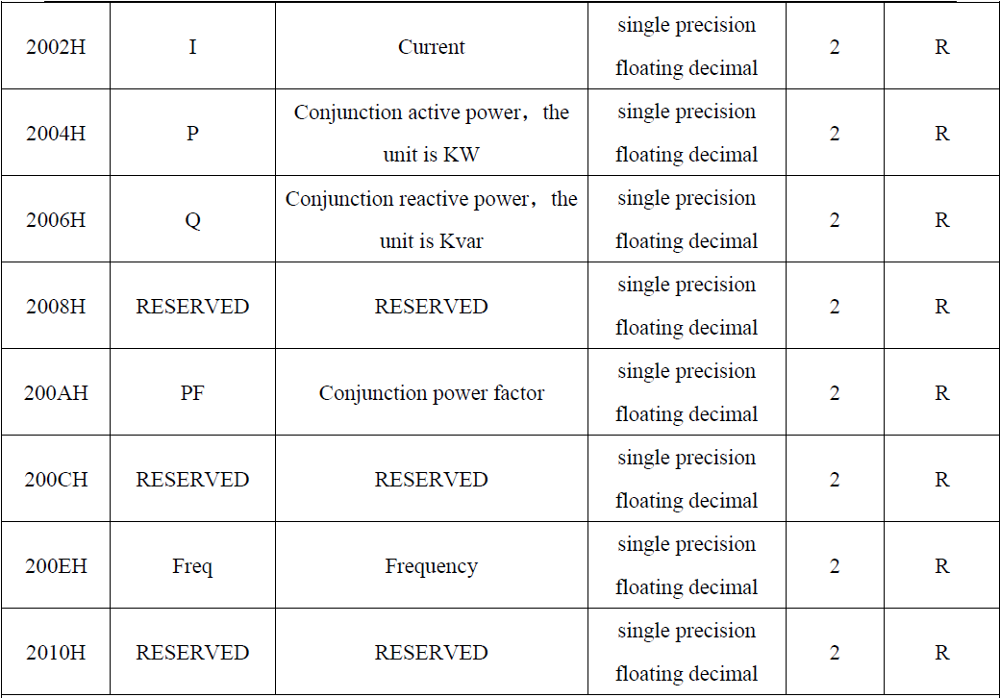 2002H I Current single precision floating decimal 2 R
2004H P Conjunction active power，the unit is KW single precision floating decimal 2 R
2006H Q Conjunction reactive power，the unit is Kvar single precision floating decimal 2 R
2008H RESERVED RESERVED single precision floating decimal 2 R
200AH PF Conjunction power factor single precision floating decimal 2 R
200CH RESERVED RESERVED single precision floating decimal 2 R
200EH Freq Frequency single precision floating decimal 2 R
2010H RESERVED RESERVED single precision floating decimal 2 R